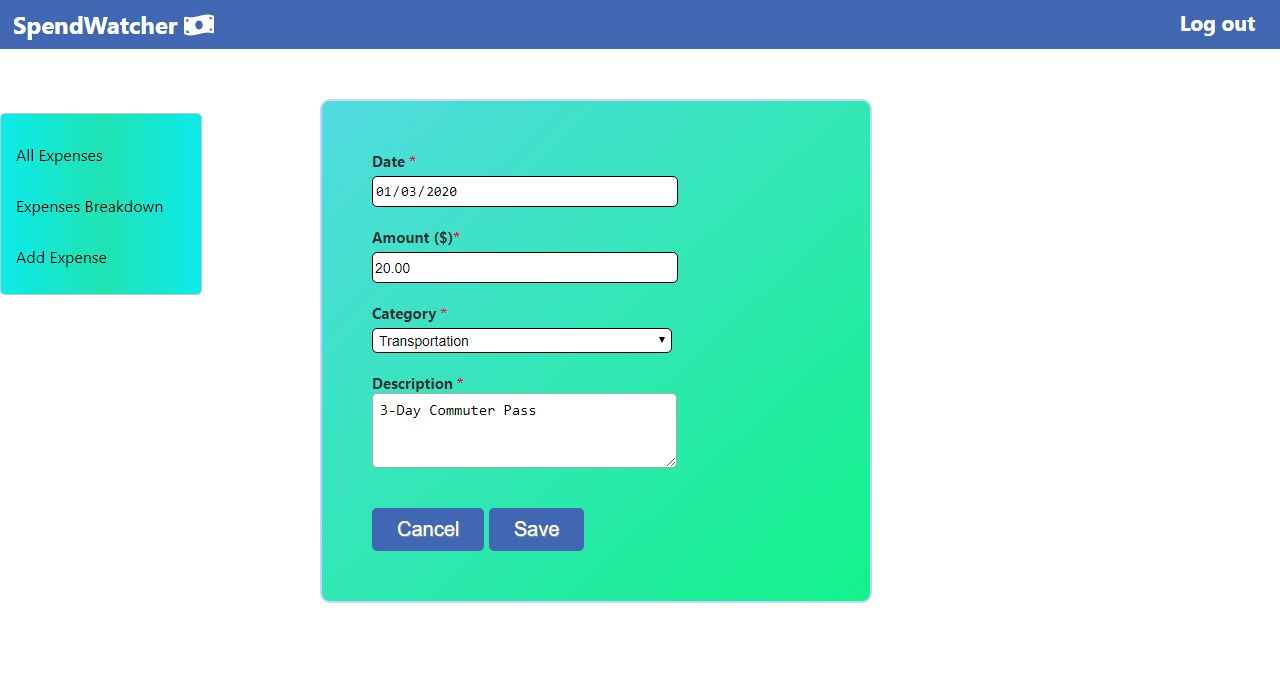 SpendWatcher
Log out
All Expenses
Expenses Breakdown
Add Expense
Date *
01/03/2020
Amount ($)*
20.00
Category *
Transportation
Description *
3-Day Commuter Pass
Cancel
Save